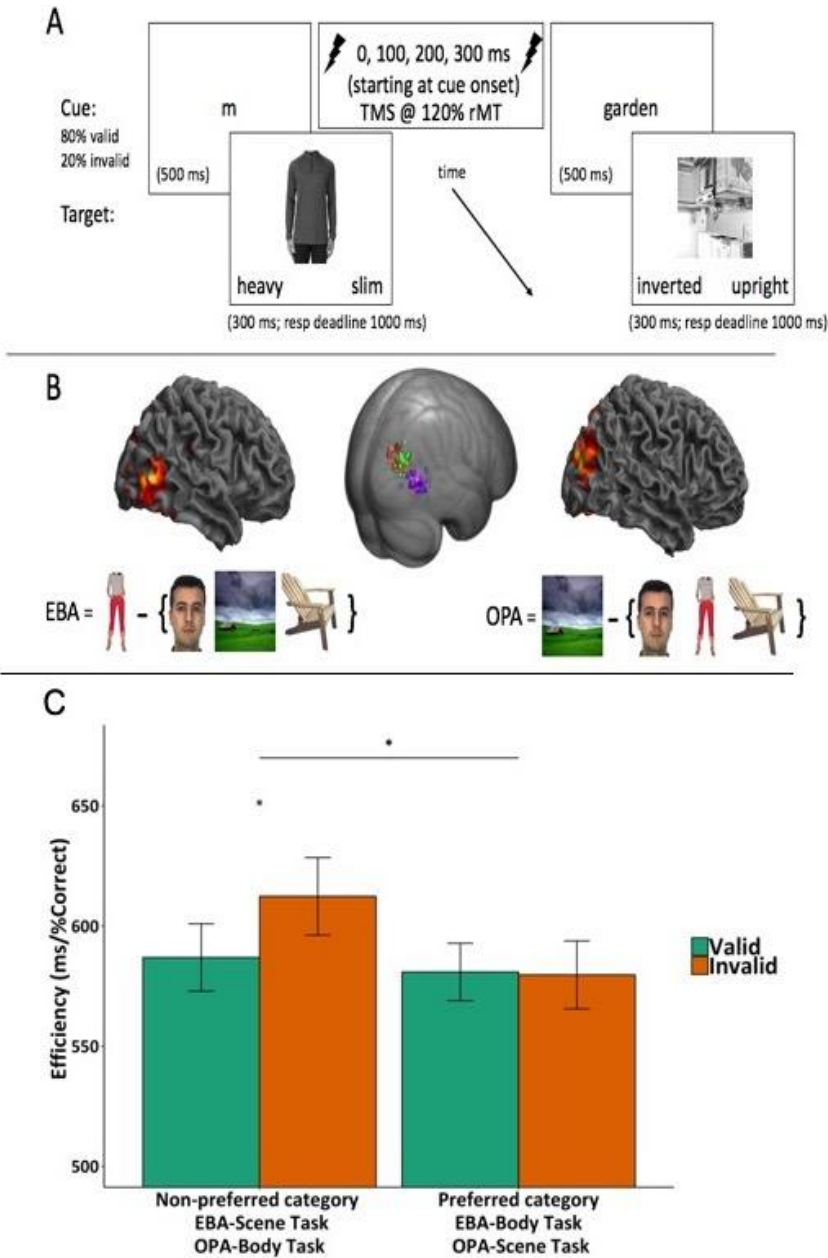 A
0, 100, 200, 300 ms
(starting at cue onset)
TMS @ 120% rMT
Cue:
80% valid
20% invalid
m
(500 ms)
garden
(500 ms)
time
Target:
heavy slim
(300 ms; resp deadline 1000 ms)
inverted upright
(300 ms; resp deadline 1000 ms)
B
EBA = - { }
OPA = - { }
C
*
*
650
600
550
500
Efficiency (ms/%Correct)
Valid
Invalid
Non-preferred category
EBA-Scene Task
OPA-Body Task
Preferred category
EBA-Body Task
OPA-Scene Task